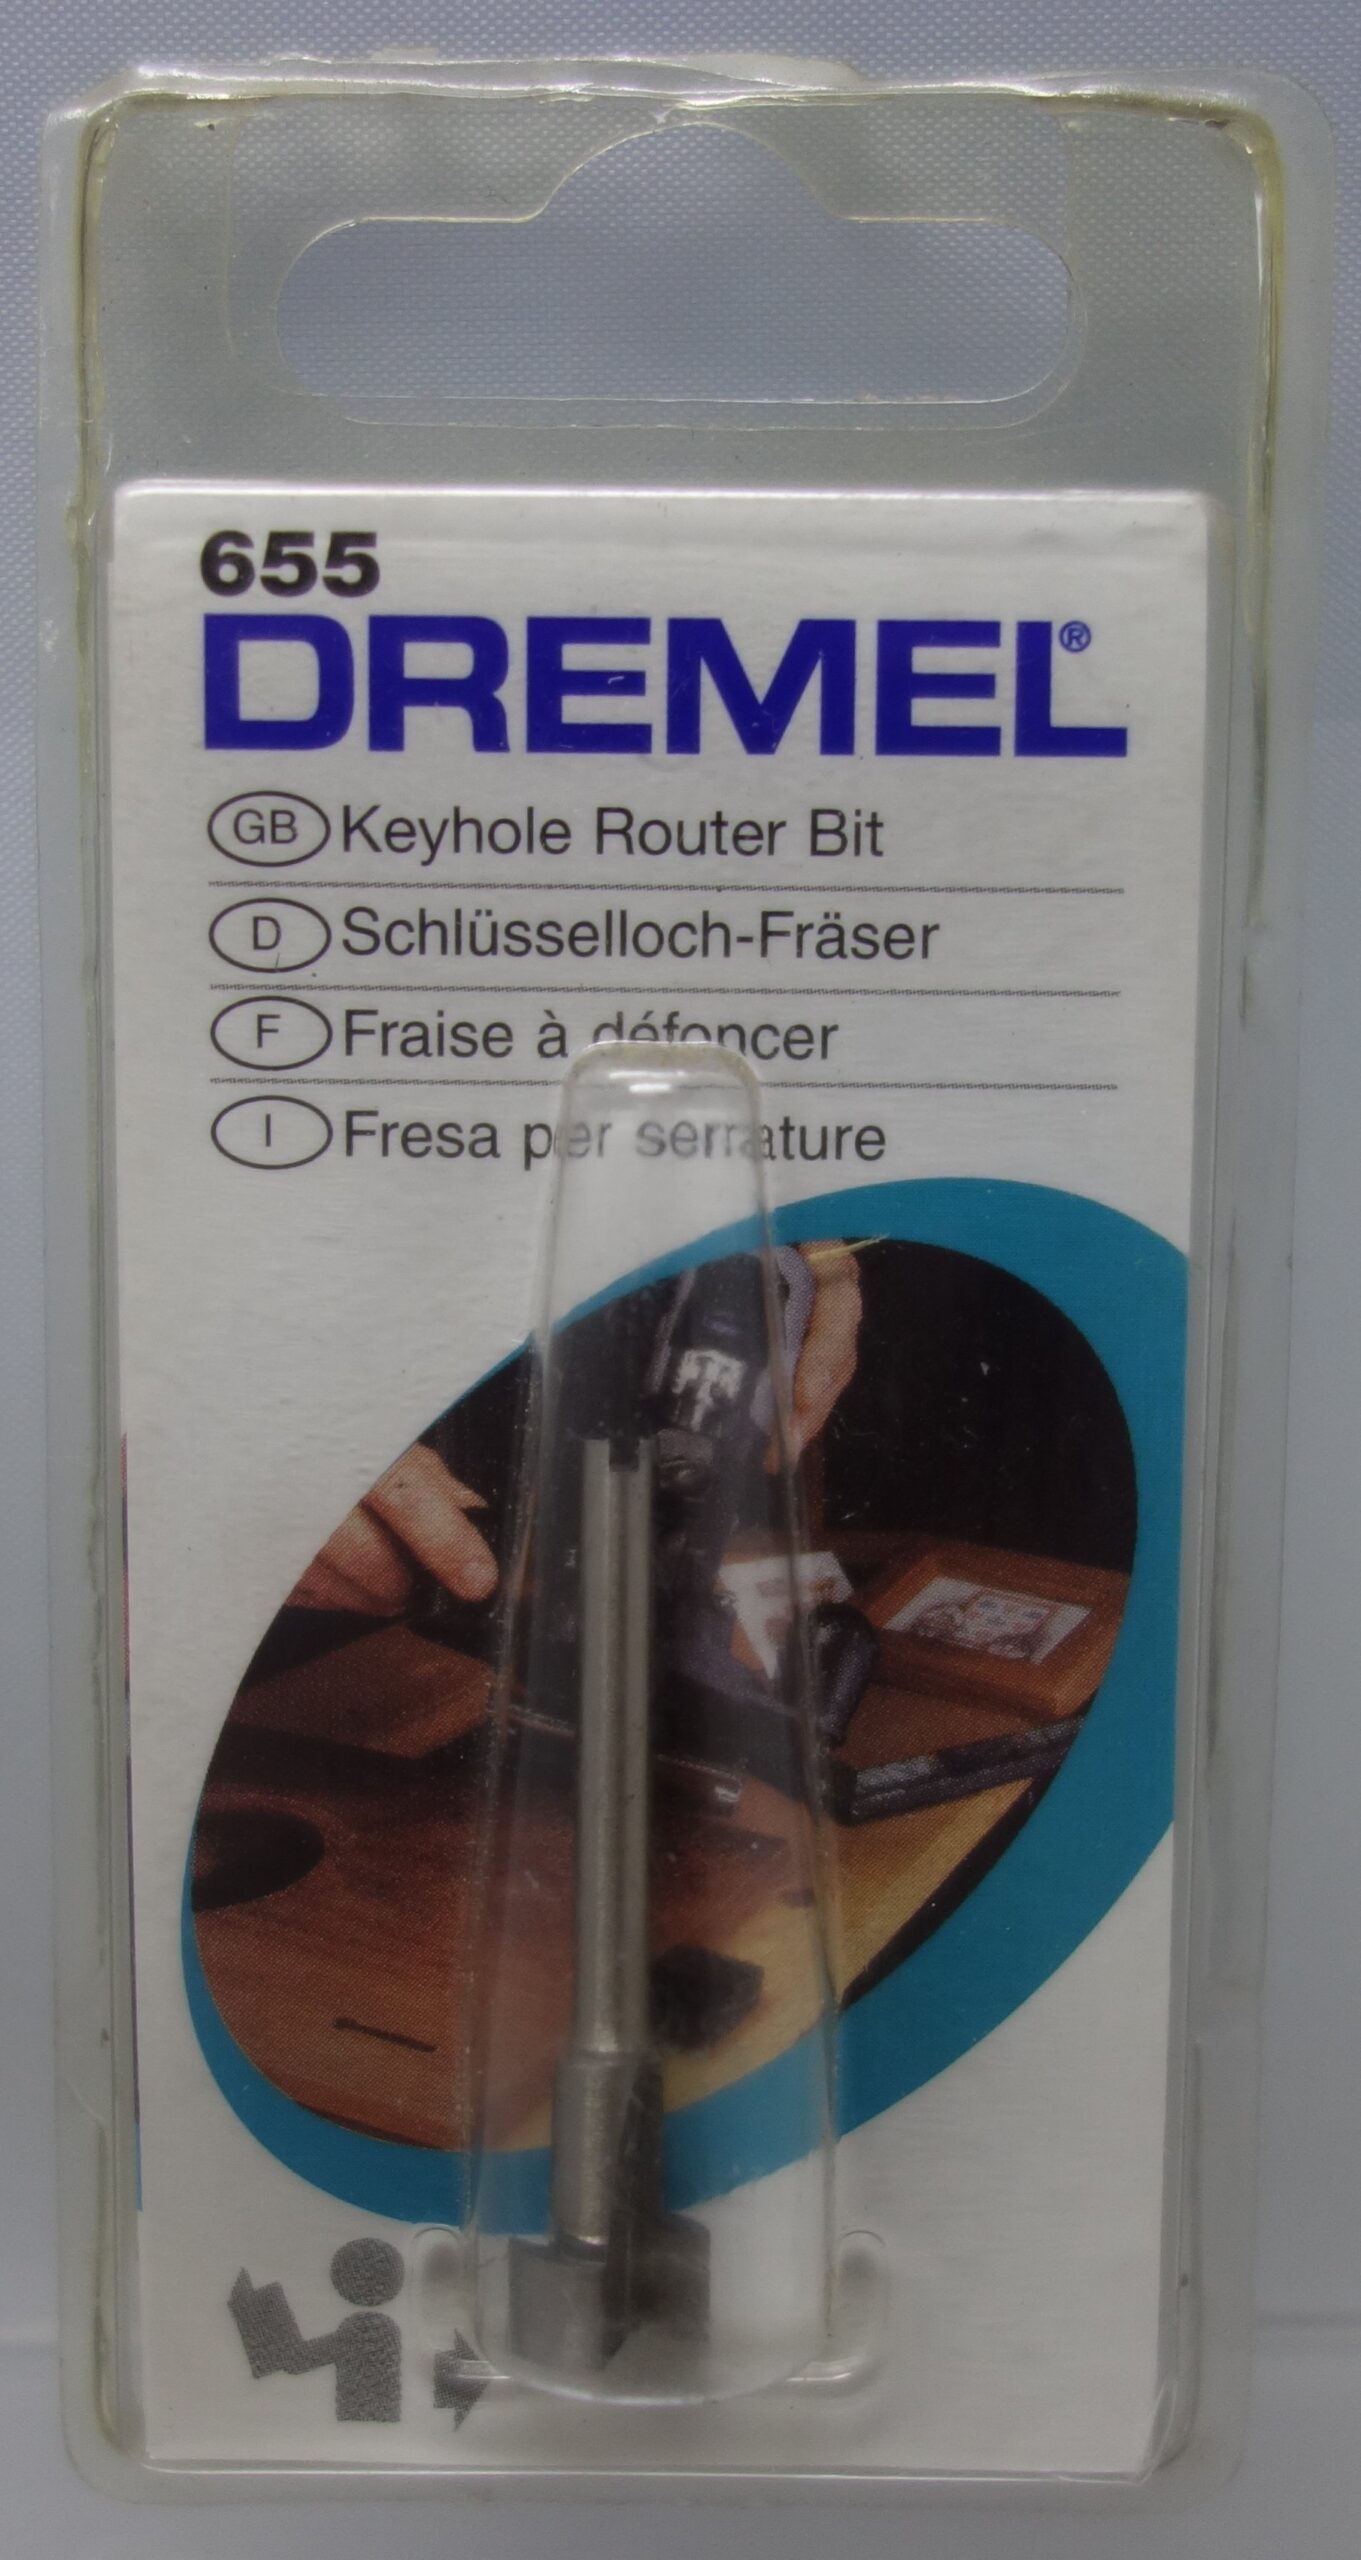 655
DREMEL®
GB Keyhole Router Bit
D Schlüsselloch-Fräser
F Fraise à défoncer
I Fresa per serrature